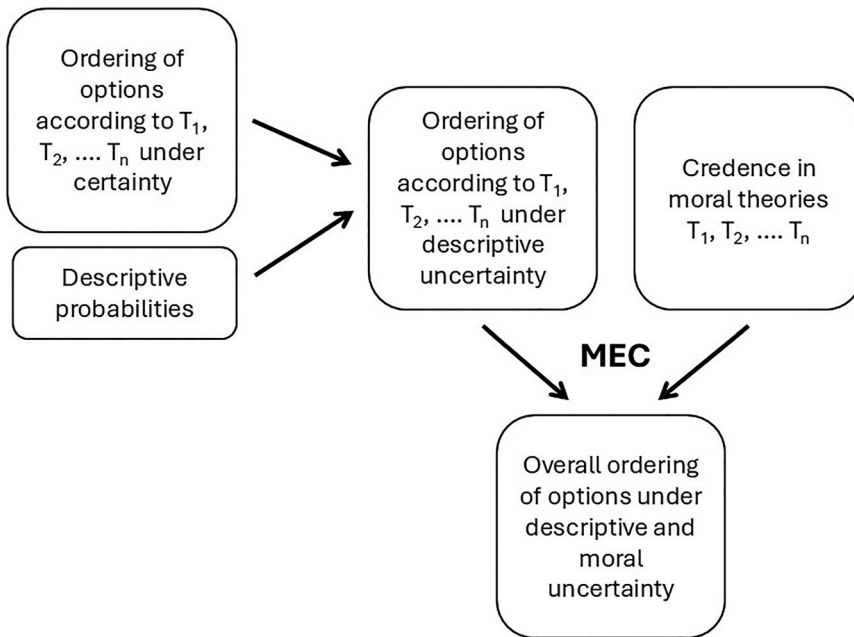 Ordering of
options
according to T₁,
T₂, .... Tₙ under
certainty
Descriptive
probabilities
Ordering of
options
according to T₁,
T₂, .... Tₙ under
descriptive
uncertainty
Credence in
moral theories
T₁, T₂, .... Tₙ
MEC
Overall ordering
of options under
descriptive and
moral
uncertainty